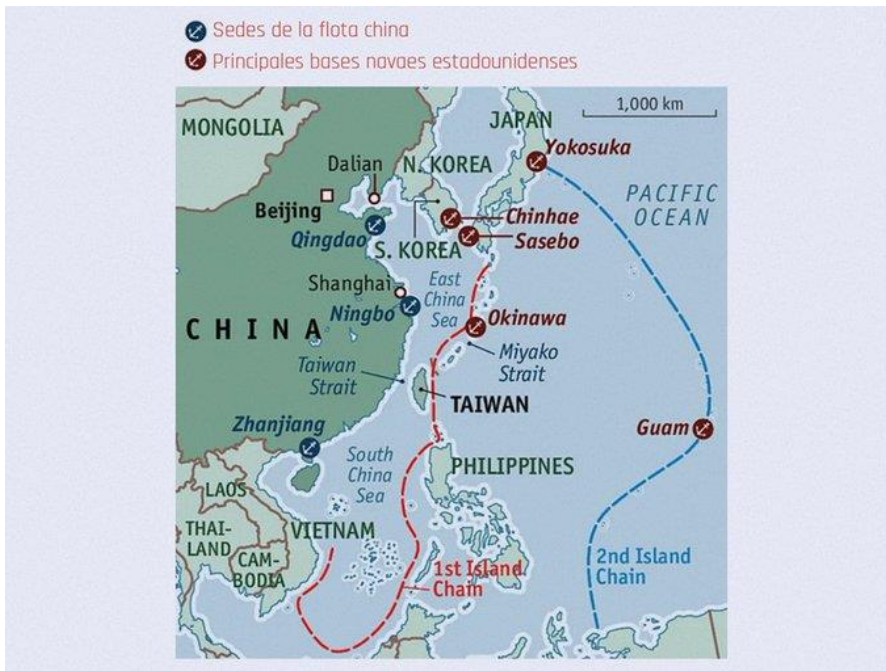 Sedes de la flota china
Principales bases navaes estadounidenses
1,000 km
MONGOLIA
JAPAN
Yokosuka
Dalian
N. KOREA
PACIFIC
OCEAN
Beijing
Chinhae
Qingdao
S. KOREA
Sasebo
Shanghai
East
China
Sea
Ningbo
Okinawa
CHINA
Miyako
Strait
Taiwan
Strait
TAIWAN
Zhanjiang
Guam
South
China
Sea
PHILIPPINES
LAOS
THAI-
LAND
VIETNAM
CAM-
BODIA
1st Island
Chain
2nd Island
Chain